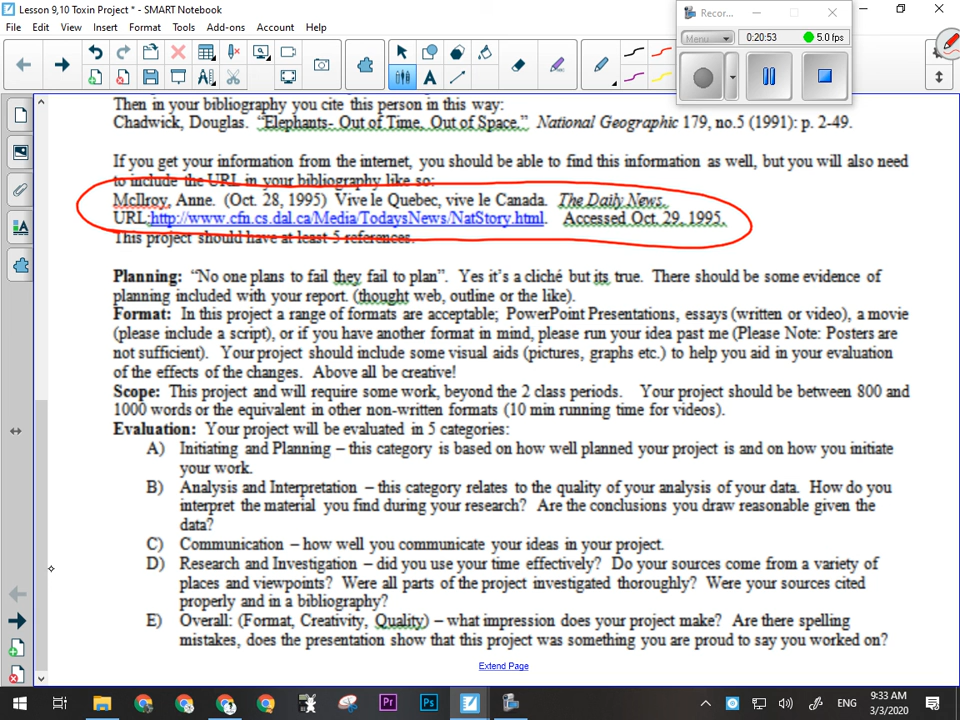 Lesson 9,10 Toxin Project * - SMART Notebook
File Edit View Insert Format Tools Add-ons Account
Recor...
Menu 0:20:53 5.0 fps
Then in your bibliography you cite this person in this way:
Chadwick, Douglas. “Elephants- Out of Time, Out of Space.” National Geographic 179, no.5 (1991): p. 2-49.
If you get your information from the internet, you should be able to find this information as well, but you will also need
to include the URL in your bibliography like so:
McIlroy, Anne. (Oct. 28, 1995) Vive le Quebec, vive le Canada. The Daily News.
URL:http://www.cfn.cs.dal.ca/Media/TodaysNews/NatStory.html. Accessed Oct. 29, 1995.
This project should have at least 5 references.
Planning: “No one plans to fail they fail to plan”. Yes it’s a cliché but its true. There should be some evidence of
planning included with your report. (thought web, outline or the like).
Format: In this project a range of formats are acceptable; PowerPoint Presentations, essays (written or video), a movie
(please include a script), or if you have another format in mind, please run your idea past me (Please Note: Posters are
not sufficient). Your project should include some visual aids (pictures, graphs etc.) to help you aid in your evaluation
of the effects of the changes. Above all be creative!
Scope: This project and will require some work, beyond the 2 class periods. Your project should be between 800 and
1000 words or the equivalent in other non-written formats (10 min running time for videos).
Evaluation: Your project will be evaluated in 5 categories:
A) Initiating and Planning – this category is based on how well planned your project is and on how you initiate
your work.
B) Analysis and Interpretation – this category relates to the quality of your analysis of your data. How do you
interpret the material you find during your research? Are the conclusions you draw reasonable given the
data?
C) Communication – how well you communicate your ideas in your project.
D) Research and Investigation – did you use your time effectively? Do your sources come from a variety of
places and viewpoints? Were all parts of the project investigated thoroughly? Were your sources cited
properly and in a bibliography?
E) Overall: (Format, Creativity, Quality) – what impression does your project make? Are there spelling
mistakes, does the presentation show that this project was something you are proud to say you worked on?
Extend Page
Pr Ps ENG 9:33 AM
3/3/2020